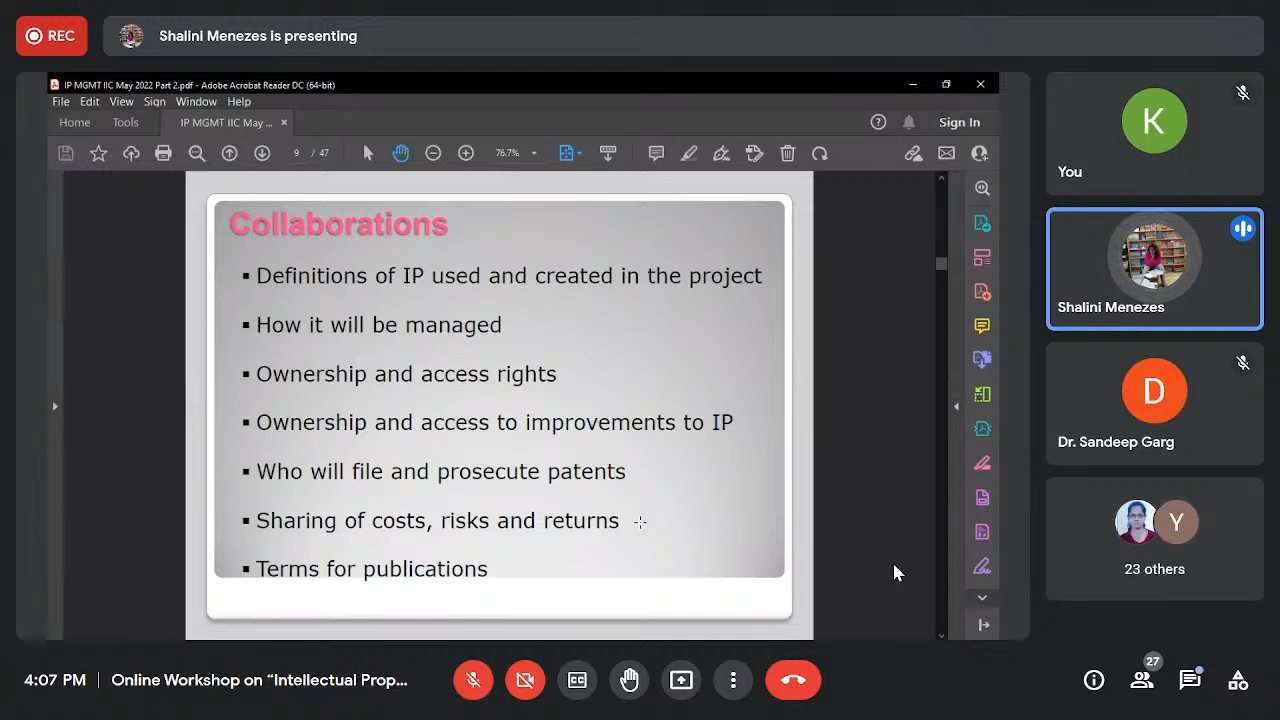 REC
Shalini Menezes is presenting
IP MGMT IIC May 2022 Part 2.pdf - Adobe Acrobat Reader DC (64-bit)
File Edit View Sign Window Help
Home Tools IP MGMT IIC May ... × Sign In
9 / 47 76.7%
Collaborations
▪ Definitions of IP used and created in the project
▪ How it will be managed
▪ Ownership and access rights
▪ Ownership and access to improvements to IP
▪ Who will file and prosecute patents
▪ Sharing of costs, risks and returns
▪ Terms for publications
K
You
Shalini Menezes
D
Dr. Sandeep Garg
Y
23 others
4:07 PM | Online Workshop on “Intellectual Prop...
27